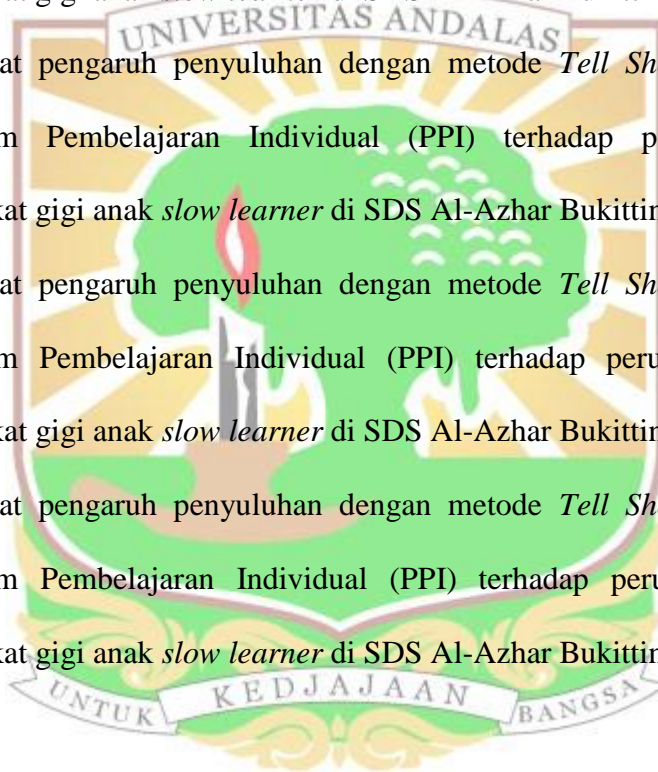 UNIVERSITAS ANDALAS
at pengaruh penyuluhan dengan metode Tell Sh
m Pembelajaran Individual (PPI) terhadap p
kat gigi anak slow learner di SDS Al-Azhar Bukittin
at pengaruh penyuluhan dengan metode Tell Sh
m Pembelajaran Individual (PPI) terhadap peru
kat gigi anak slow learner di SDS Al-Azhar Bukittin
at pengaruh penyuluhan dengan metode Tell Sh
m Pembelajaran Individual (PPI) terhadap peru
kat gigi anak slow learner di SDS Al-Azhar Bukittin
UNTUK KEDJAJAAN BANGSA